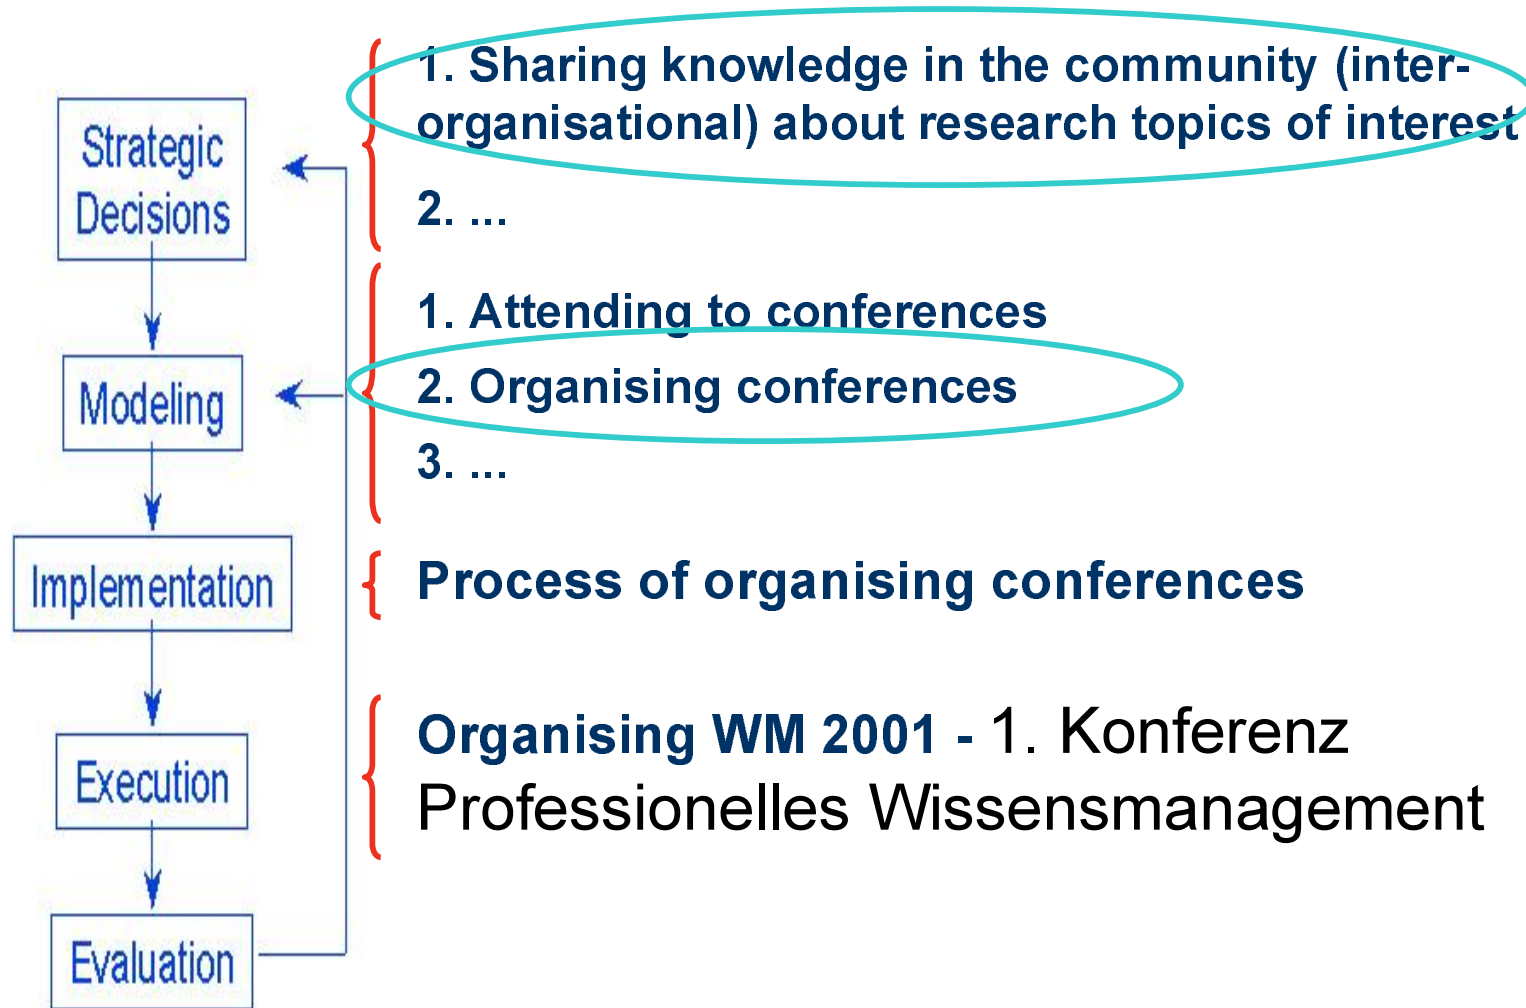 Strategic
Decisions
1. Sharing knowledge in the community (inter-
organisational) about research topics of interest
2. ...
Modeling
1. Attending to conferences
2. Organising conferences
3. ...
Implementation
Process of organising conferences
Execution
Organising WM 2001 - 1. Konferenz
Professionelles Wissensmanagement
Evaluation